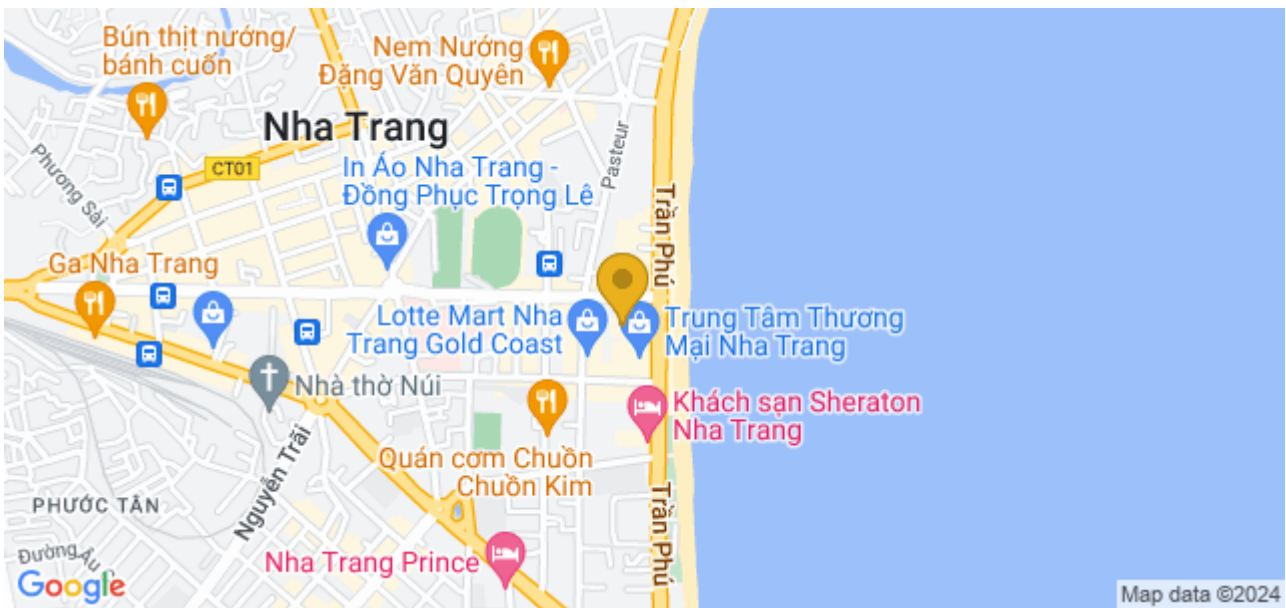 Bún thịt nướng/
bánh cuốn
Nem Nướng
Đặng Văn Quyên
Nha Trang
CT01
Phương Sài
In Áo Nha Trang -
Đồng Phục Trọng Lê
Pasteur
Trần Phú
Ga Nha Trang
Lotte Mart Nha
Trang Gold Coast
Trung Tâm Thương
Mại Nha Trang
Nhà thờ Núi
Khách sạn Sheraton
Nha Trang
Quán cơm Chuồn
Chuồn Kim
Nguyễn Trãi
PHƯỚC TÂN
Trần Phú
Đường
Nha Trang Prince
Google
Map data ©2024